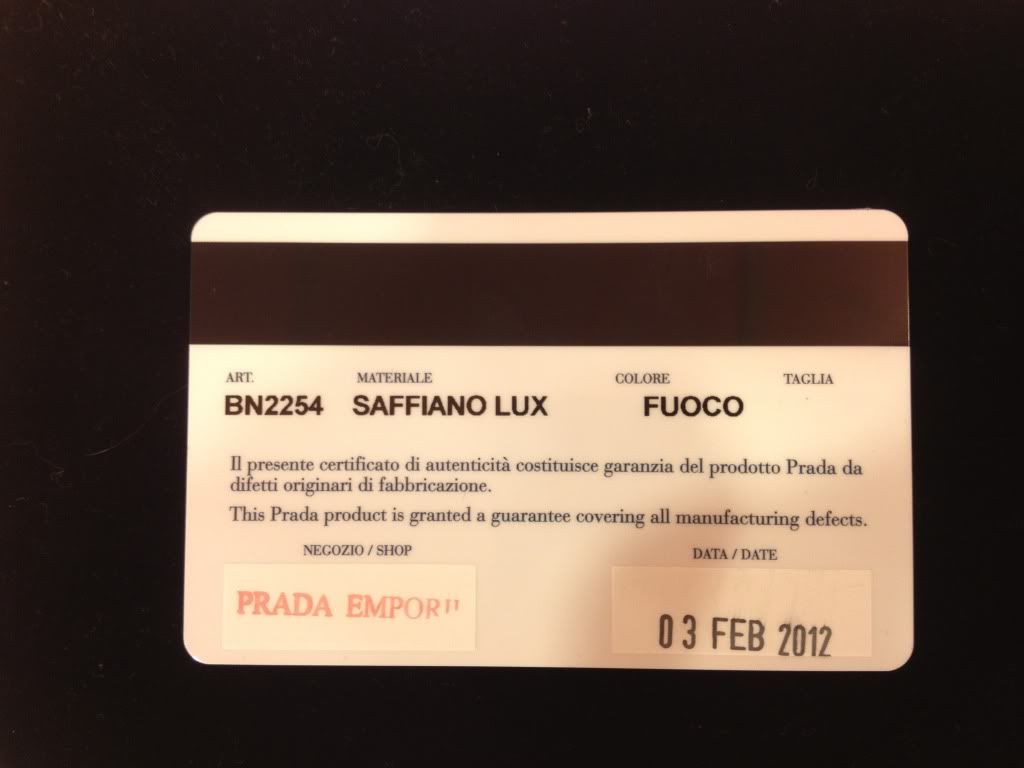 ART. MATERIALE COLORE TAGLIA
BN2254 SAFFIANO LUX FUOCO
Il presente certificato di autenticità costituisce garanzia del prodotto Prada da
difetti originari di fabbricazione.
This Prada product is granted a guarantee covering all manufacturing defects.
NEGOZIO / SHOP DATA / DATE
PRADA 03 FEB 2012